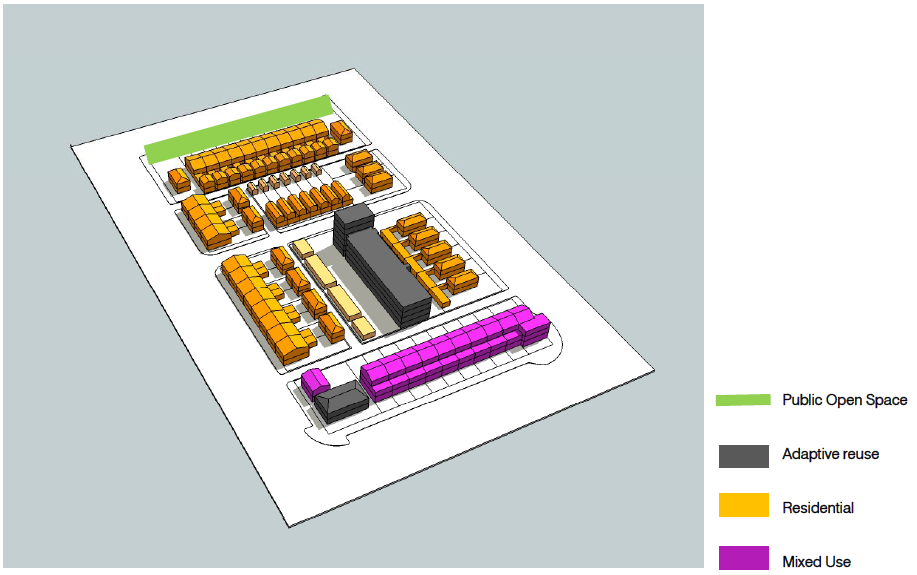 Public Open Space
Adaptive reuse
Residential
Mixed Use